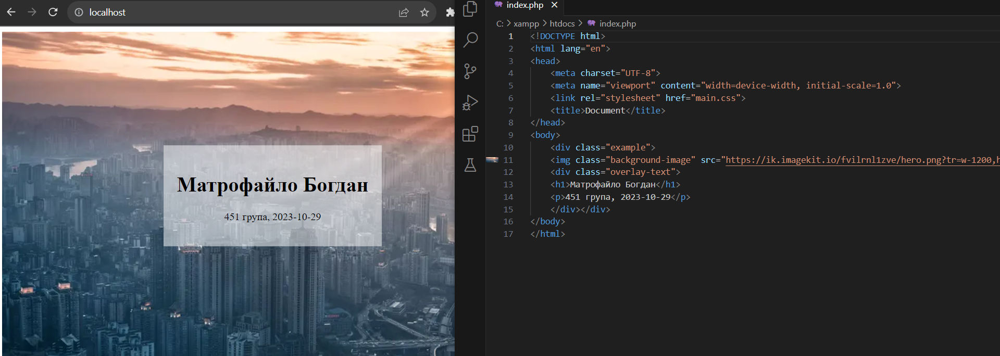 localhost
Матрофайло Богдан
451 група, 2023-10-29
index.php
C: > xampp > htdocs > index.php
1 <!DOCTYPE html>
2 <html lang="en">
3 <head>
4 <meta charset="UTF-8">
5 <meta name="viewport" content="width=device-width, initial-scale=1.0">
6 <link rel="stylesheet" href="main.css">
7 <title>Document</title>
8 </head>
9 <body>
10 <div class="example">
11 <img class="background-image" src="https://ik.imagekit.io/fvilrnl1zve/hero.png?tr=w-1200,h
12 <div class="overlay-text">
13 <h1>Матрофайло Богдан</h1>
14 <p>451 група, 2023-10-29</p>
15 </div></div>
16 </body>
17 </html>